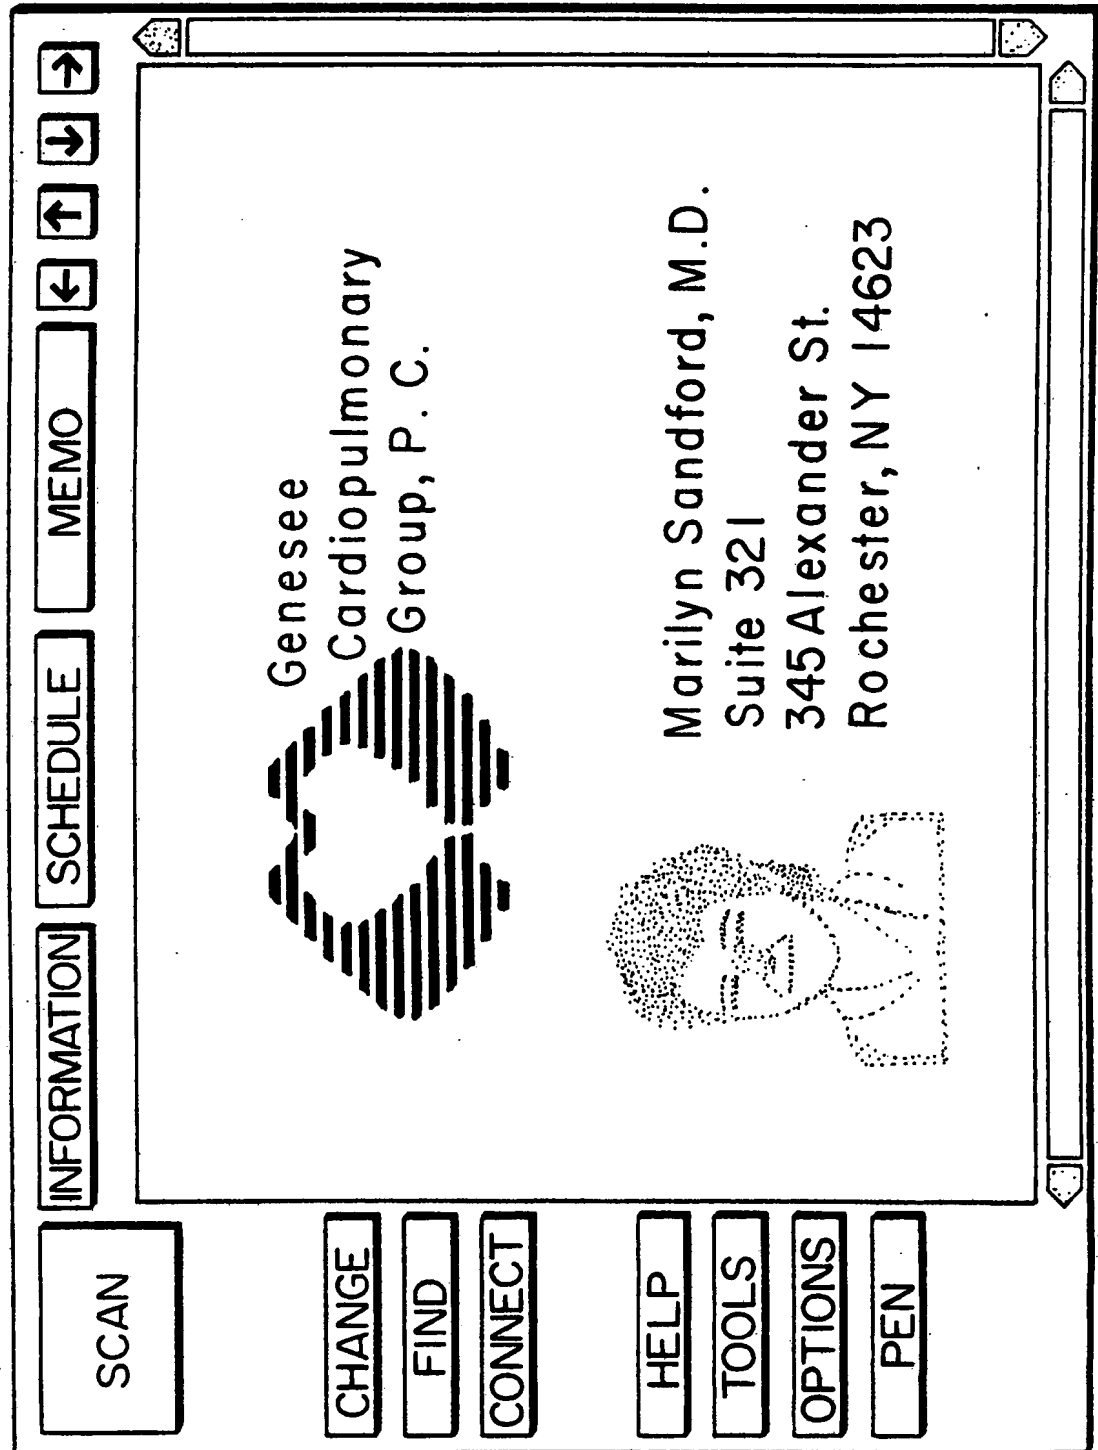 SCAN
INFORMATION
SCHEDULE
MEMO
CHANGE
FIND
CONNECT
HELP
TOOLS
OPTIONS
PEN
Genesee
Cardiopulmonary
Group, P. C.
Marilyn Sandford, M.D.
Suite 321
345 Alexander St.
Rochester, NY 14623